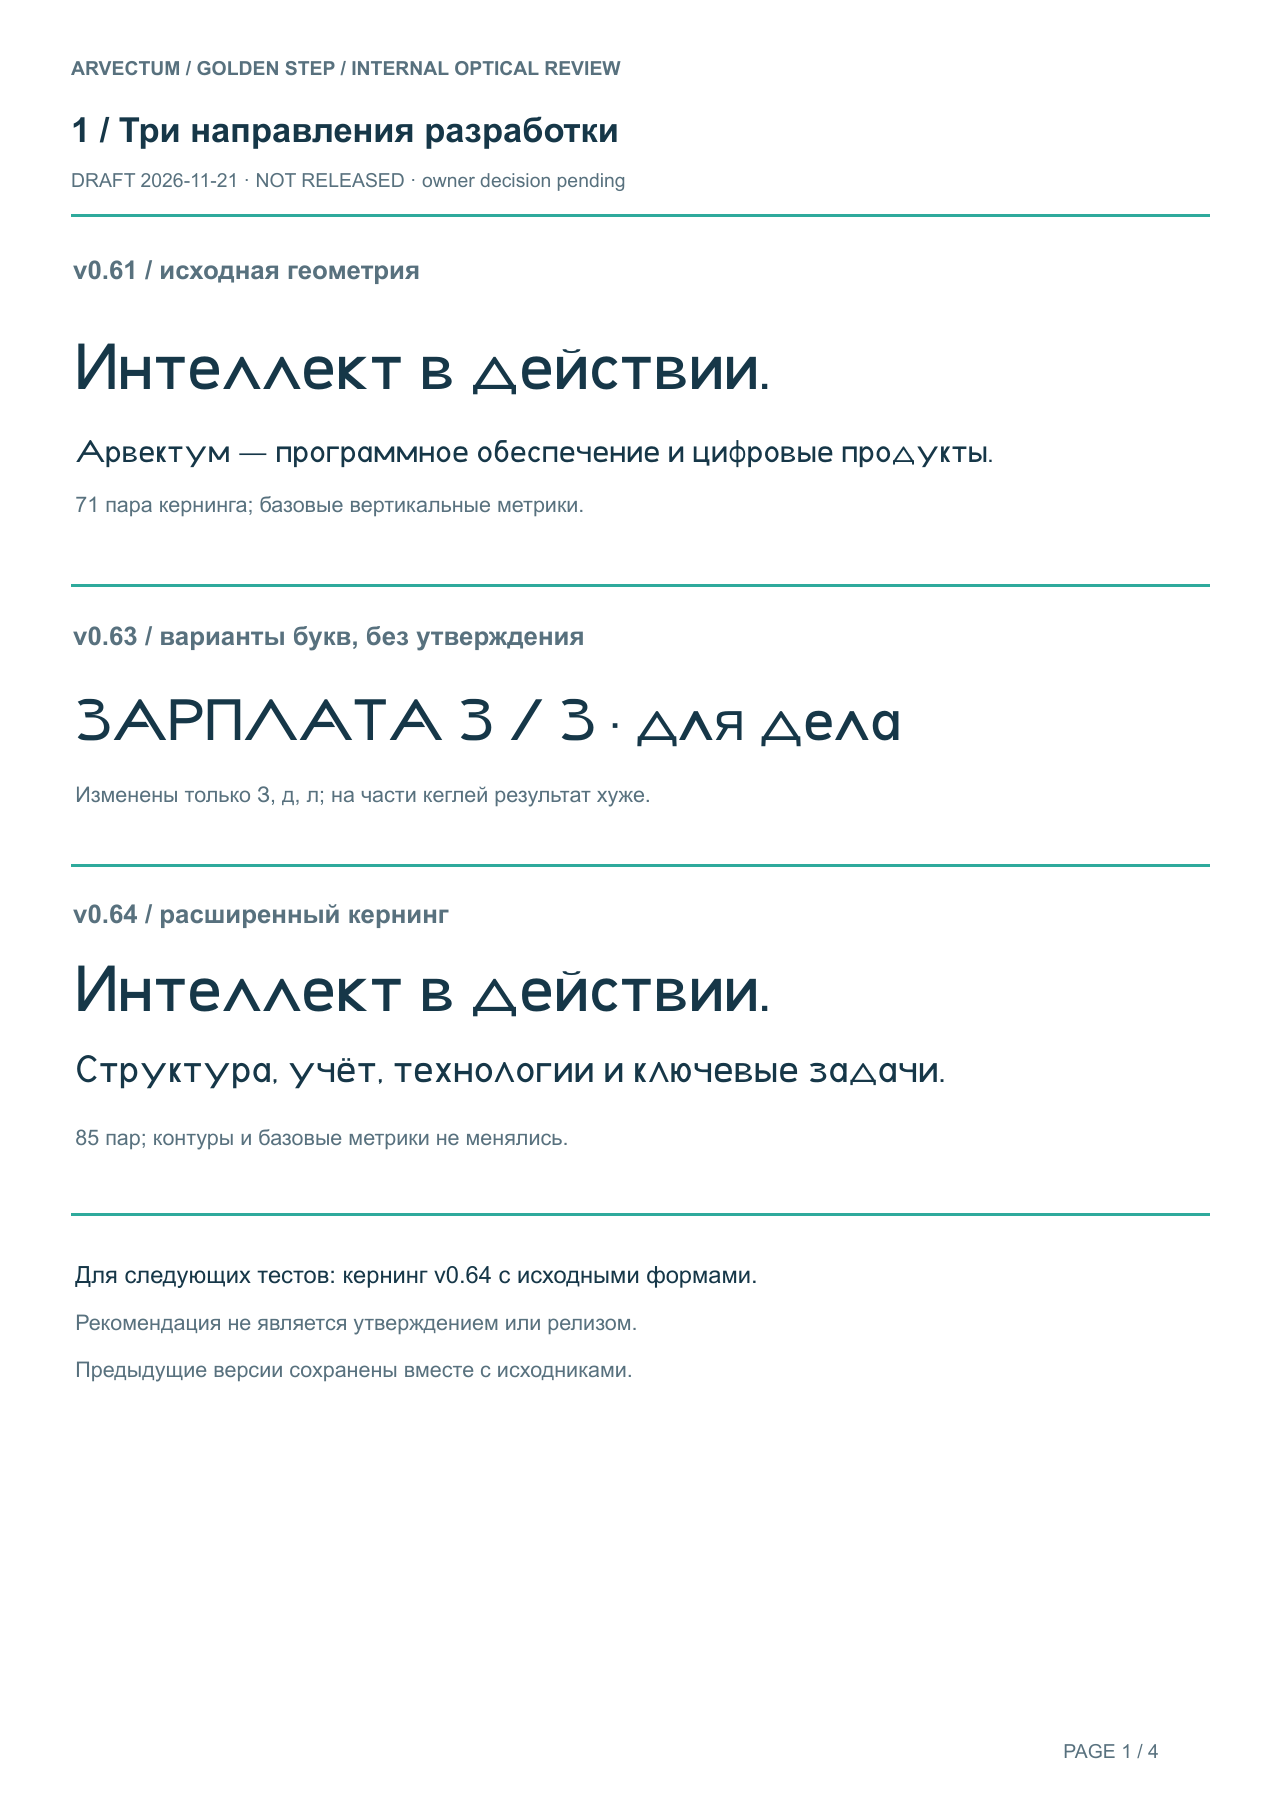 ARVECTUM / GOLDEN STEP / INTERNAL OPTICAL REVIEW
1 / Три направления разработки
DRAFT 2026-11-21 · NOT RELEASED · owner decision pending
v0.61 / исходная геометрия
Интеллект в действии.
Арвектум — программное обеспечение и цифровые продукты.
71 пара кернинга; базовые вертикальные метрики.
v0.63 / варианты букв, без утверждения
ЗАРПЛАТА З / 3 · для дела
Изменены только З, д, л; на части кеглей результат хуже.
v0.64 / расширенный кернинг
Интеллект в действии.
Структура, учёт, технологии и ключевые задачи.
85 пар; контуры и базовые метрики не менялись.
Для следующих тестов: кернинг v0.64 с исходными формами.
Рекомендация не является утверждением или релизом.
Предыдущие версии сохранены вместе с исходниками.
PAGE 1 / 4